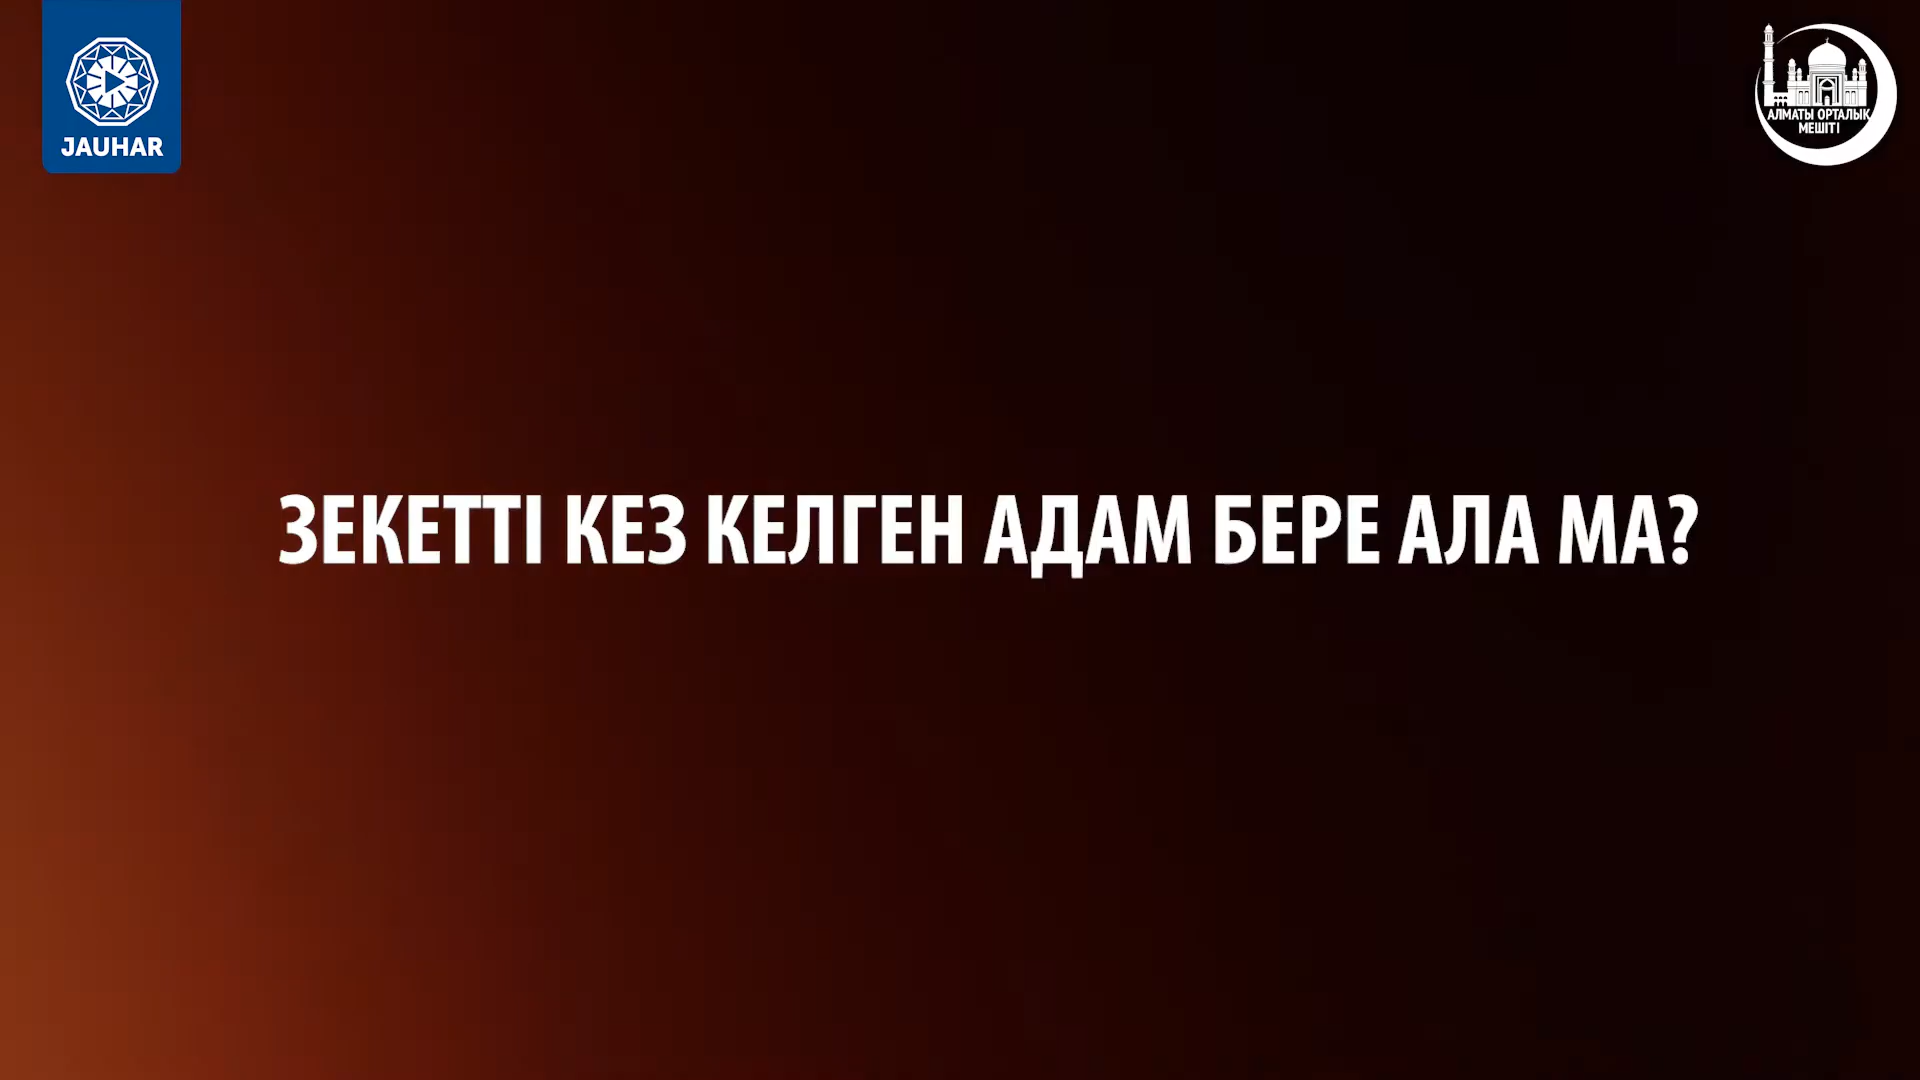 JAUHAR
АЛМАТЫ ОРТАЛЫҚ
МЕШІТІ
ЗЕКЕТТІ КЕЗ КЕЛГЕН АДАМ БЕРЕ АЛА МА?